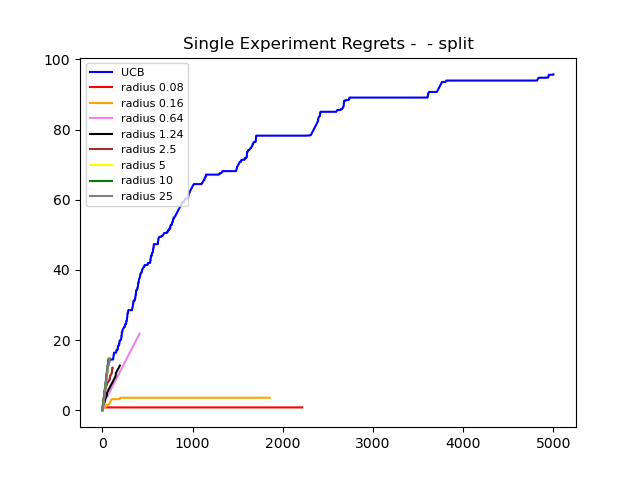 Single Experiment Regrets -  - split
100
80
60
40
20
0
UCB
radius 0.08
radius 0.16
radius 0.64
radius 1.24
radius 2.5
radius 5
radius 10
radius 25
0 1000 2000 3000 4000 5000